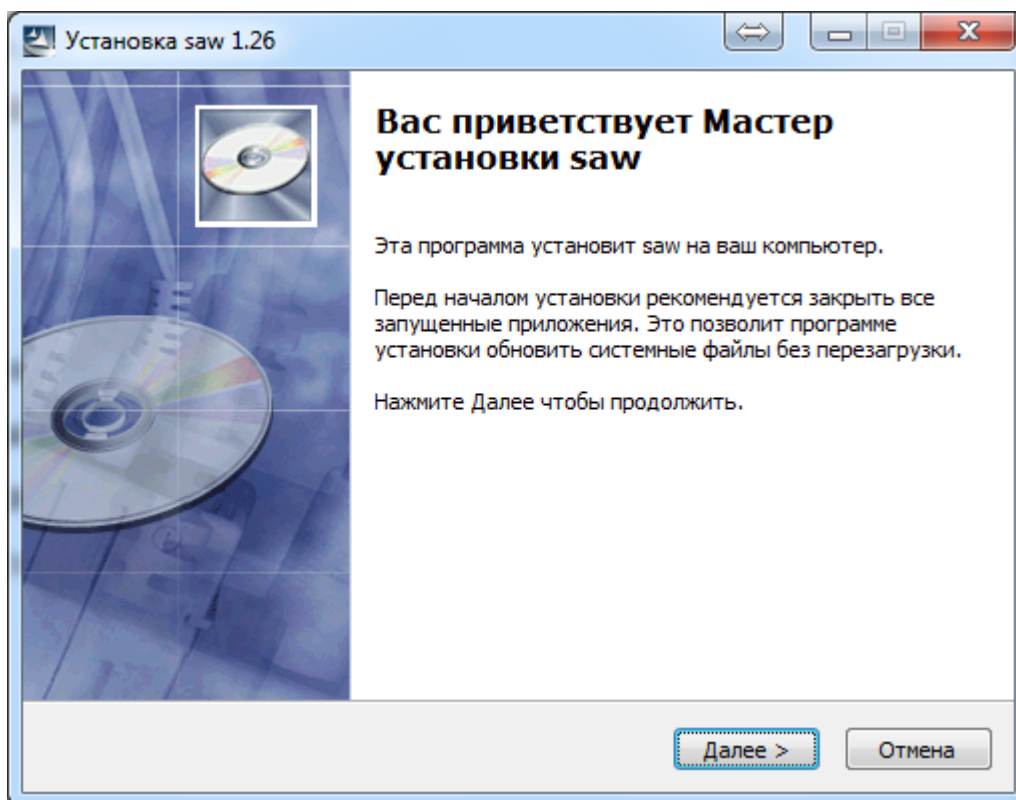 Установка saw 1.26
Вас приветствует Мастер
установки saw
Эта программа установит saw на ваш компьютер.
Перед началом установки рекомендуется закрыть все
запущенные приложения. Это позволит программе
установки обновить системные файлы без перезагрузки.
Нажмите Далее чтобы продолжить.
Далее >
Отмена